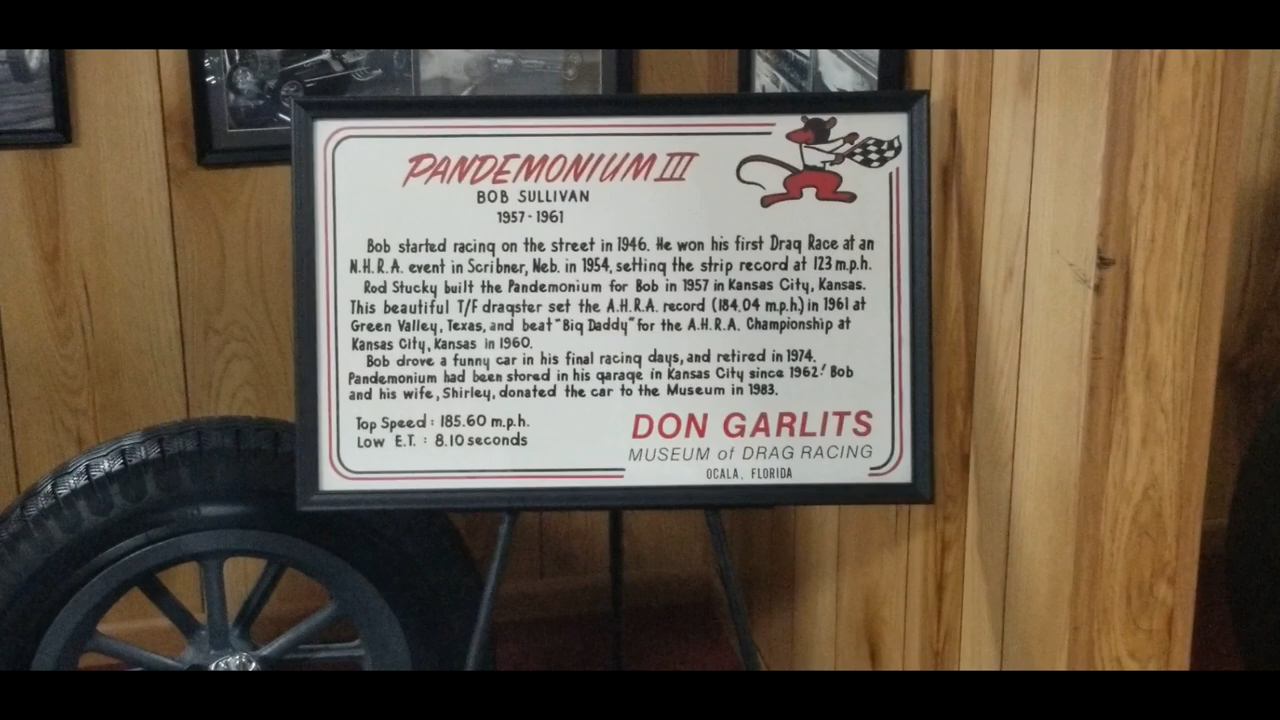 PANDEMONIUM III
BOB SULLIVAN
1957-1961
Bob started racing on the street in 1946. He won his first Drag Race at an
N.H.R.A. event in Scribner, Neb. in 1954, setting the strip record at 123 m.p.h.
Rod Stucky built the Pandemonium for Bob in 1957 in Kansas City, Kansas.
This beautiful T/F dragster set the A.H.R.A. record (184.04 m.p.h.) in 1961 at
Green Valley, Texas, and beat "Big Daddy" for the A.H.R.A. Championship at
Kansas City, Kansas in 1960.
Bob drove a funny car in his final racing days, and retired in 1974.
Pandemonium had been stored in his garage in Kansas City since 1962! Bob
and his wife, Shirley, donated the car to the Museum in 1983.
Top Speed : 185.60 m.p.h.
Low E.T. : 8.10 seconds
DON GARLITS
MUSEUM of DRAG RACING
OCALA, FLORIDA